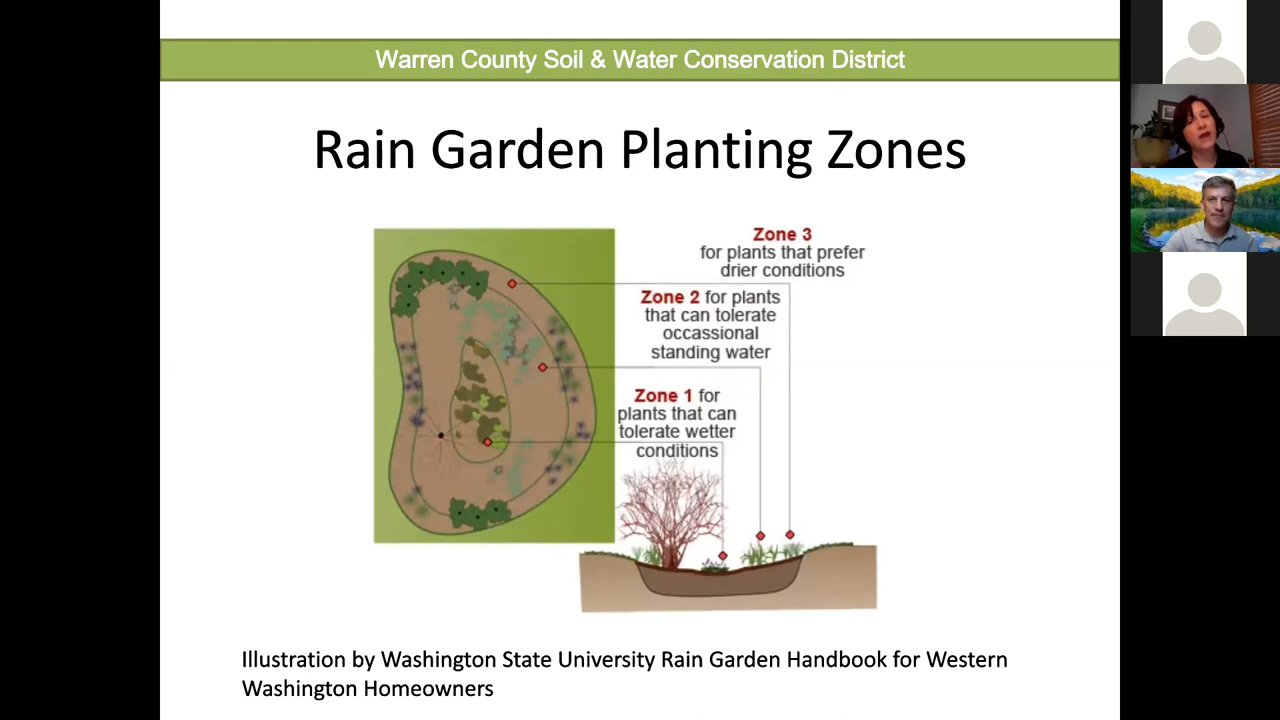 Warren County Soil & Water Conservation District
Rain Garden Planting Zones
Zone 3
for plants that prefer
drier conditions
Zone 2 for plants
that can tolerate
occassional
standing water
Zone 1 for
plants that can
tolerate wetter
conditions
Illustration by Washington State University Rain Garden Handbook for Western
Washington Homeowners